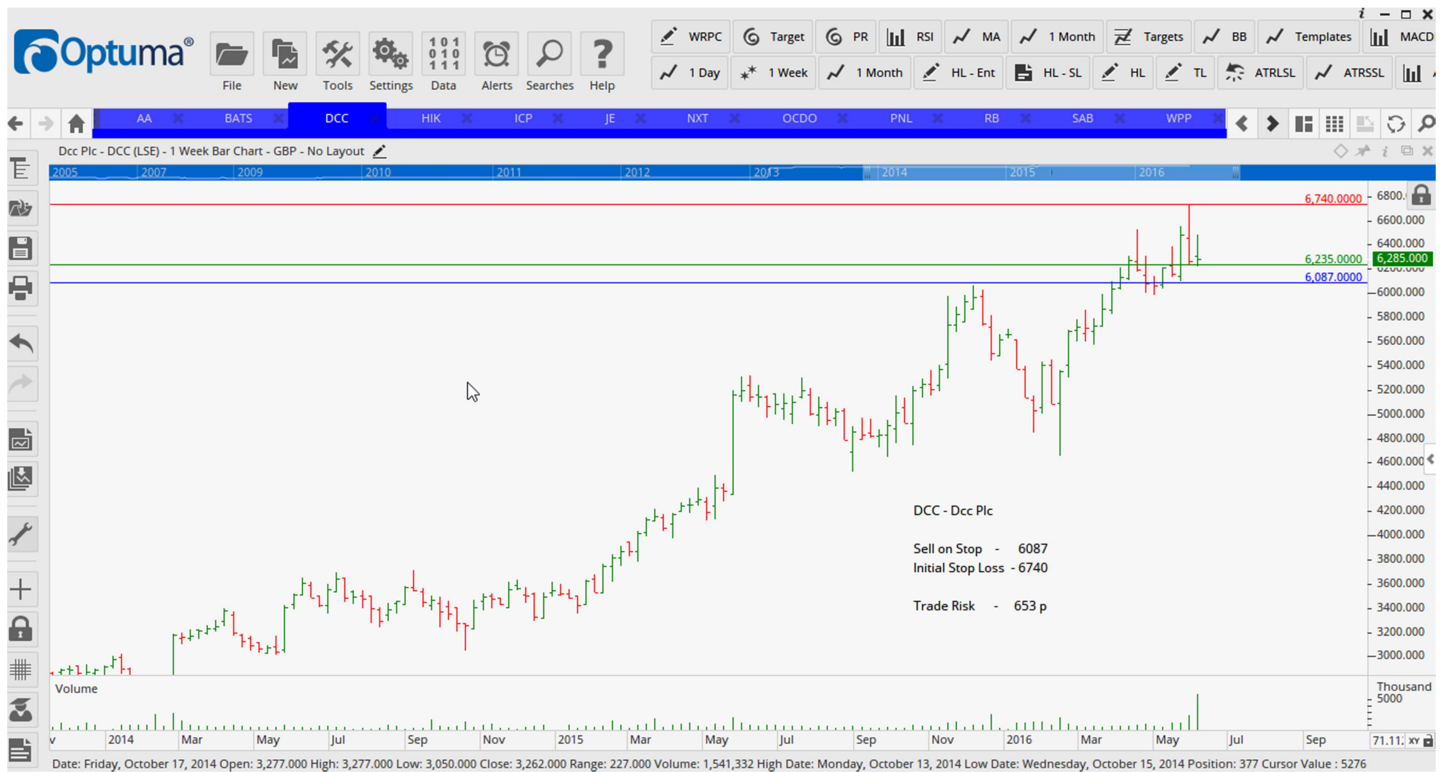 Optuma®
File New Tools Settings Data Alerts Searches Help
WRPC Target PR RSI MA 1 Month Targets BB Templates MACD
1 Day 1 Week 1 Month HL - Ent HL - SL HL TL ATRLSL ATRSSL
AA BATS DCC HIK ICP JE NXT OCDO PNL RB SAB WPP
Dcc Plc - DCC (LSE) - 1 Week Bar Chart - GBP - No Layout
2005 2007 2009 2010 2011 2012 2013 2014 2015 2016
6,740.0000
6800.
6600.000
6400.000
6,235.0000
6,285.000
6,087.0000
6000.000
5800.000
5600.000
5400.000
5200.000
5000.000
4800.000
4600.000
4400.000
4200.000
4000.000
3800.000
3600.000
3400.000
3200.000
3000.000
DCC - Dcc Plc
Sell on Stop - 6087
Initial Stop Loss - 6740
Trade Risk - 653 p
Volume
Thousand
5000
v 2014 Mar May Jul Sep Nov 2015 Mar May Jul Sep Nov 2016 Mar May Jul Sep 71.11 XY
Date: Friday, October 17, 2014 Open: 3,277.000 High: 3,277.000 Low: 3,050.000 Close: 3,262.000 Range: 227.000 Volume: 1,541,332 High Date: Monday, October 13, 2014 Low Date: Wednesday, October 15, 2014 Position: 377 Cursor Value : 5276